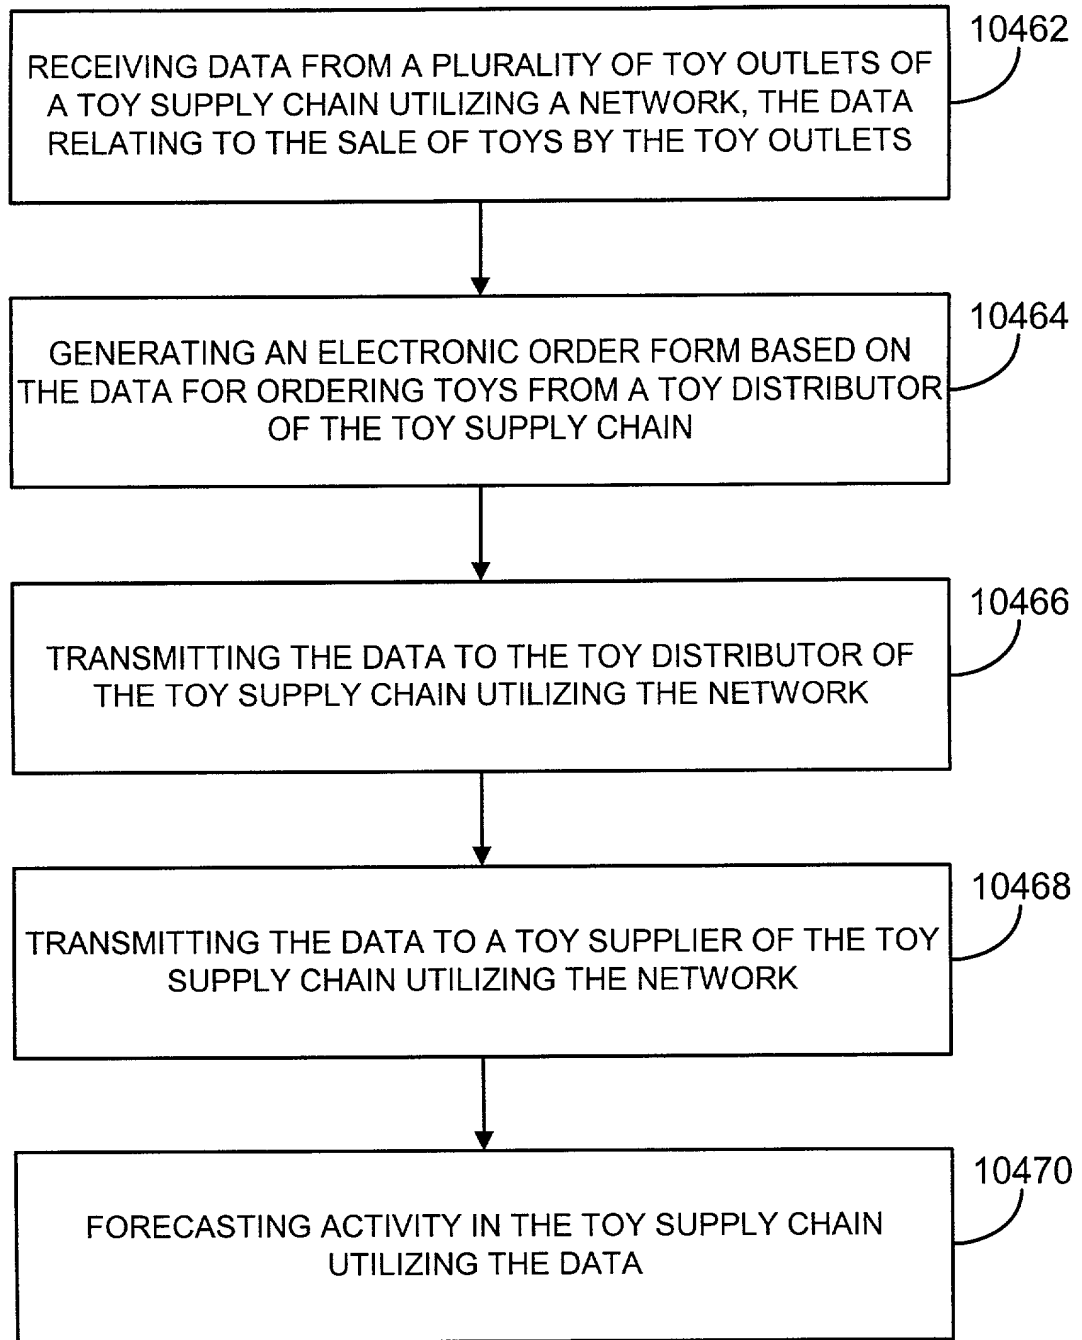 10462
RECEIVING DATA FROM A PLURALITY OF TOY OUTLETS OF
A TOY SUPPLY CHAIN UTILIZING A NETWORK, THE DATA
RELATING TO THE SALE OF TOYS BY THE TOY OUTLETS
10464
GENERATING AN ELECTRONIC ORDER FORM BASED ON
THE DATA FOR ORDERING TOYS FROM A TOY DISTRIBUTOR
OF THE TOY SUPPLY CHAIN
10466
TRANSMITTING THE DATA TO THE TOY DISTRIBUTOR OF
THE TOY SUPPLY CHAIN UTILIZING THE NETWORK
10468
TRANSMITTING THE DATA TO A TOY SUPPLIER OF THE TOY
SUPPLY CHAIN UTILIZING THE NETWORK
10470
FORECASTING ACTIVITY IN THE TOY SUPPLY CHAIN
UTILIZING THE DATA